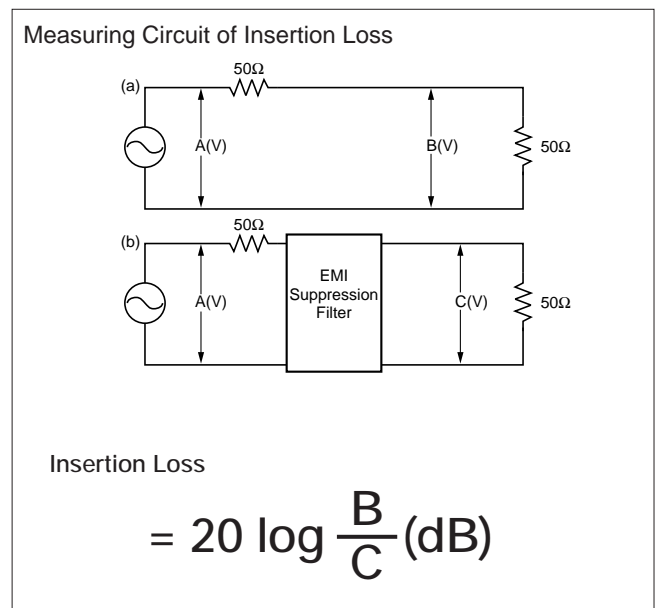 Measuring Circuit of Insertion Loss
50Ω
(a)
A(V)
B(V)
50Ω
50Ω
(b)
A(V)
EMI
Suppression
Filter
C(V)
50Ω
Insertion Loss
= 20 log B/C (dB)